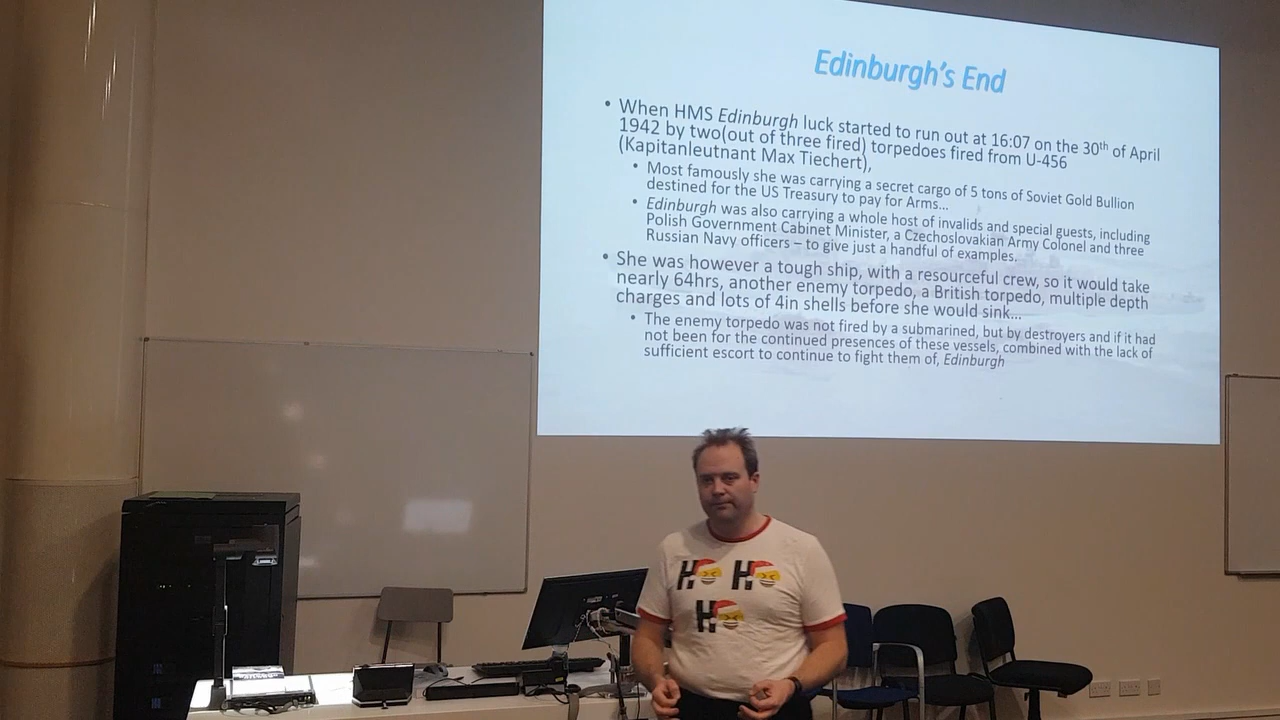 Edinburgh's End
• When HMS Edinburgh luck started to run out at 16:07 on the 30th of April
1942 by two(out of three fired) torpedoes fired from U-456
(Kapitanleutnant Max Tiechert),
• Most famously she was carrying a secret cargo of 5 tons of Soviet Gold Bullion
destined for the US Treasury to pay for Arms...
• Edinburgh was also carrying a whole host of invalids and special guests, including
Polish Government Cabinet Minister, a Czechoslovakian Army Colonel and three
Russian Navy officers – to give just a handful of examples.
• She was however a tough ship, with a resourceful crew, so it would take
nearly 64hrs, another enemy torpedo, a British torpedo, multiple depth
charges and lots of 4in shells before she would sink...
• The enemy torpedo was not fired by a submarined, but by destroyers and if it had
not been for the continued presences of these vessels, combined with the lack of
sufficient escort to continue to fight them of, Edinburgh
H H
H